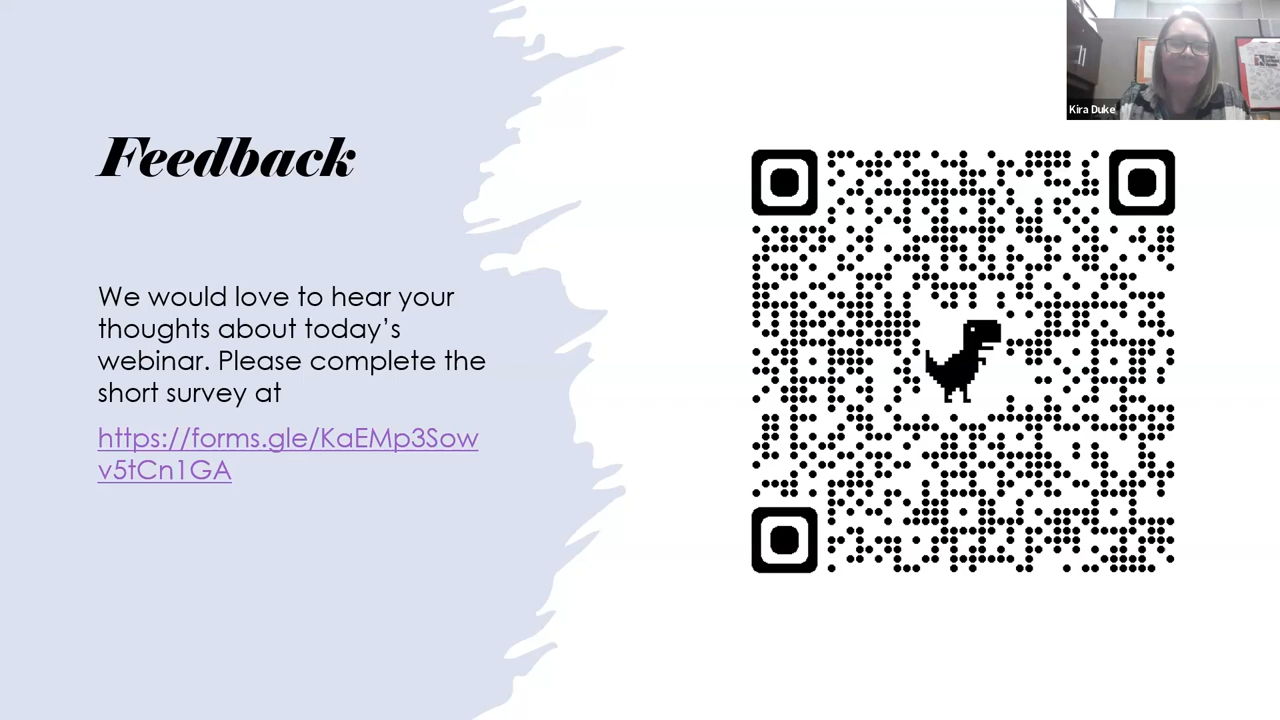 Feedback
We would love to hear your
thoughts about today’s
webinar. Please complete the
short survey at
https://forms.gle/KaEMp3Sow
v5tCn1GA
Kira Duke